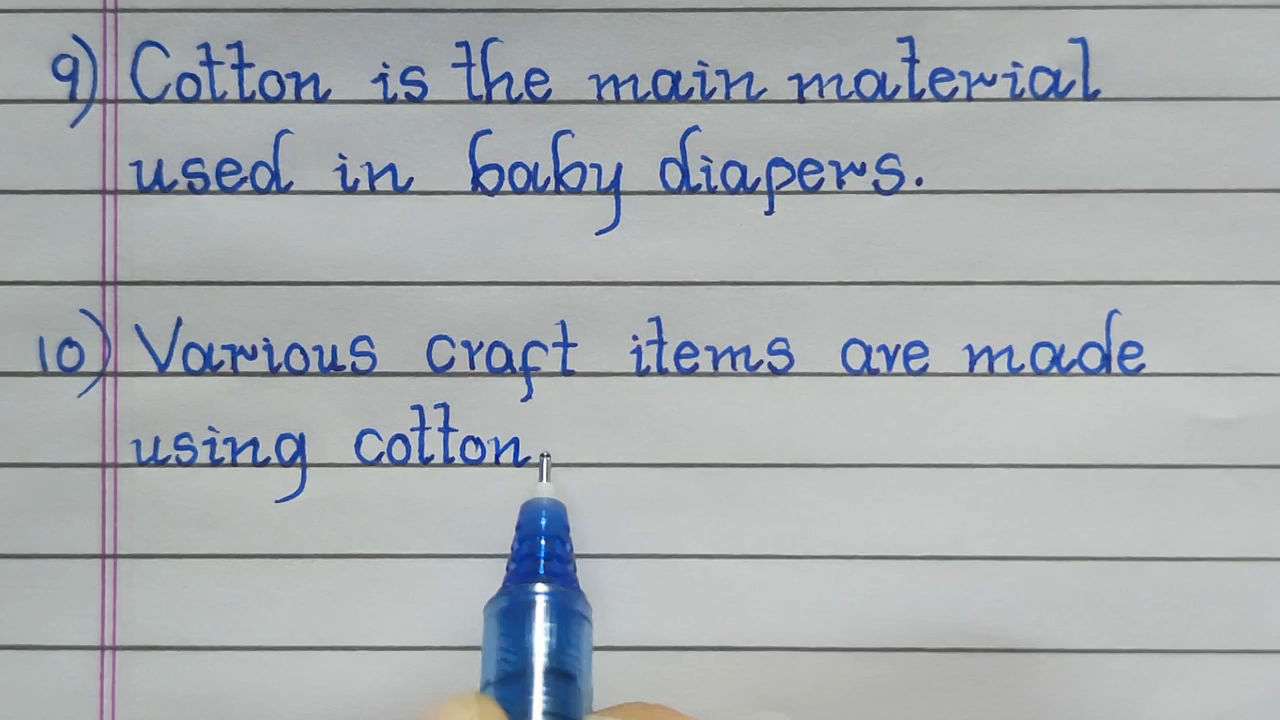 9) Cotton is the main material
used in baby diapers.
10) Various craft items are made
using cotton.